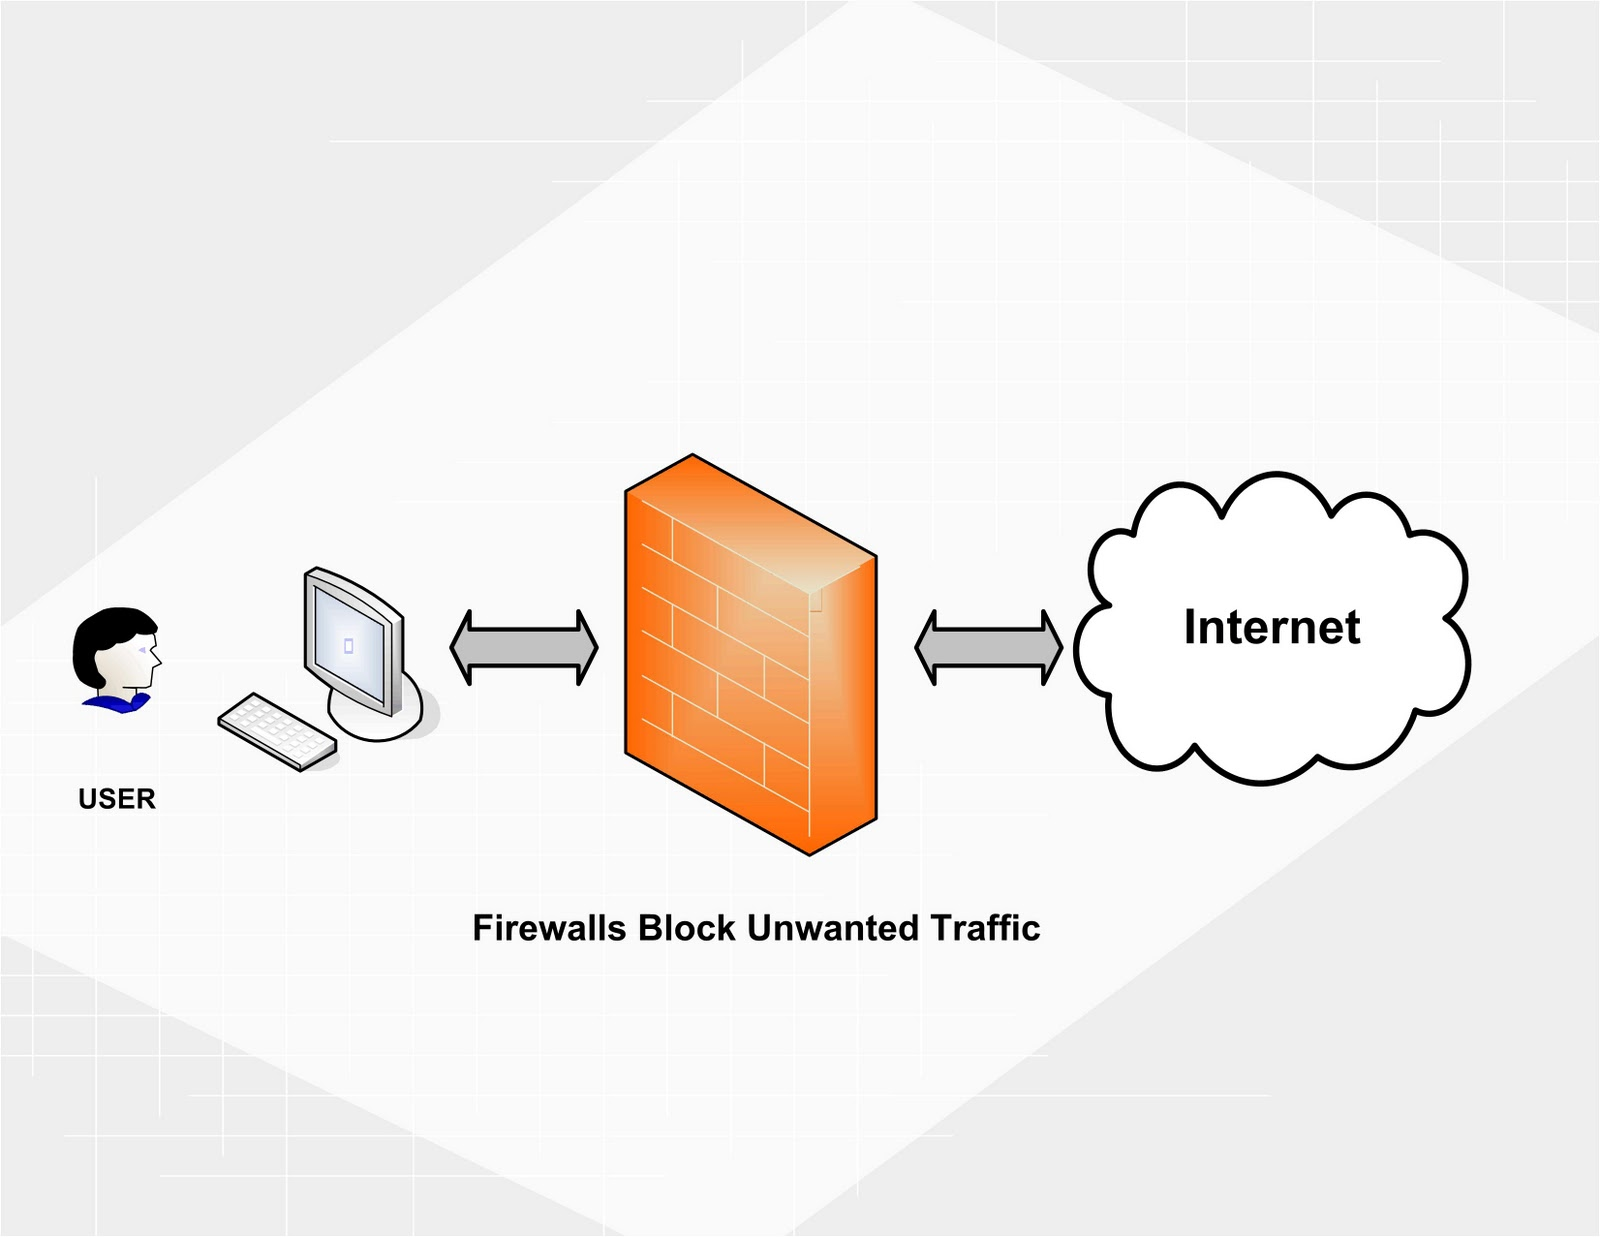 Internet
USER
Firewalls Block Unwanted Traffic